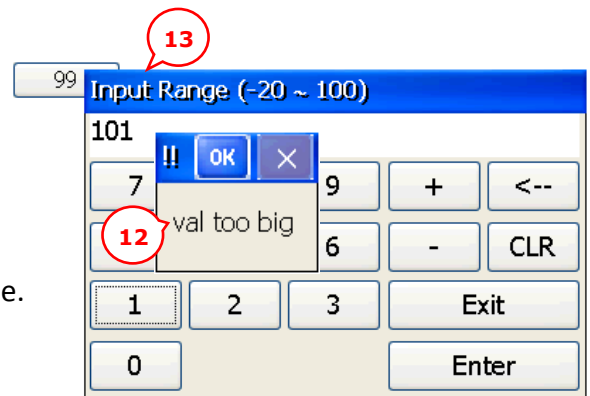 13
99
Input Range (-20 ~ 100)
101
!! OK ×
7 9 + <--
12 val too big
6 - CLR
e.
1 2 3 Exit
0 Enter